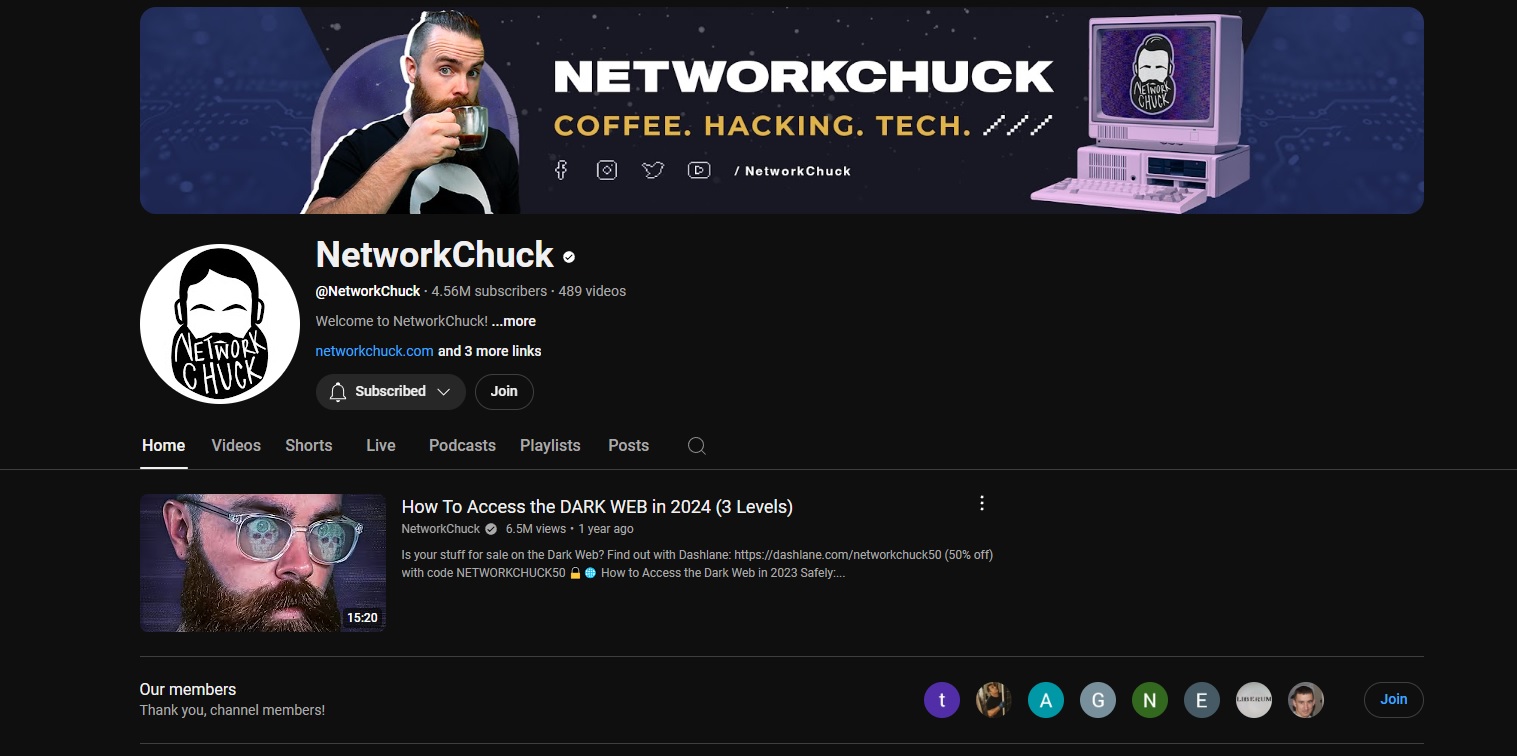 NETWORKCHUCK
COFFEE. HACKING. TECH.
/ NetworkChuck
NETWORK
CHUCK
NetworkChuck
@NetworkChuck · 4.56M subscribers · 489 videos
Welcome to NetworkChuck! ...more
networkchuck.com and 3 more links
Subscribed
Join
NETWORK
CHUCK
Home Videos Shorts Live Podcasts Playlists Posts
How To Access the DARK WEB in 2024 (3 Levels)
NetworkChuck 6.5M views • 1 year ago
Is your stuff for sale on the Dark Web? Find out with Dashlane: https://dashlane.com/networkchuck50 (50% off)
with code NETWORKCHUCK50 🔒🌐 How to Access the Dark Web in 2023 Safely:...
15:20
Our members
Thank you, channel members!
t A G N E LIBERIUM
Join